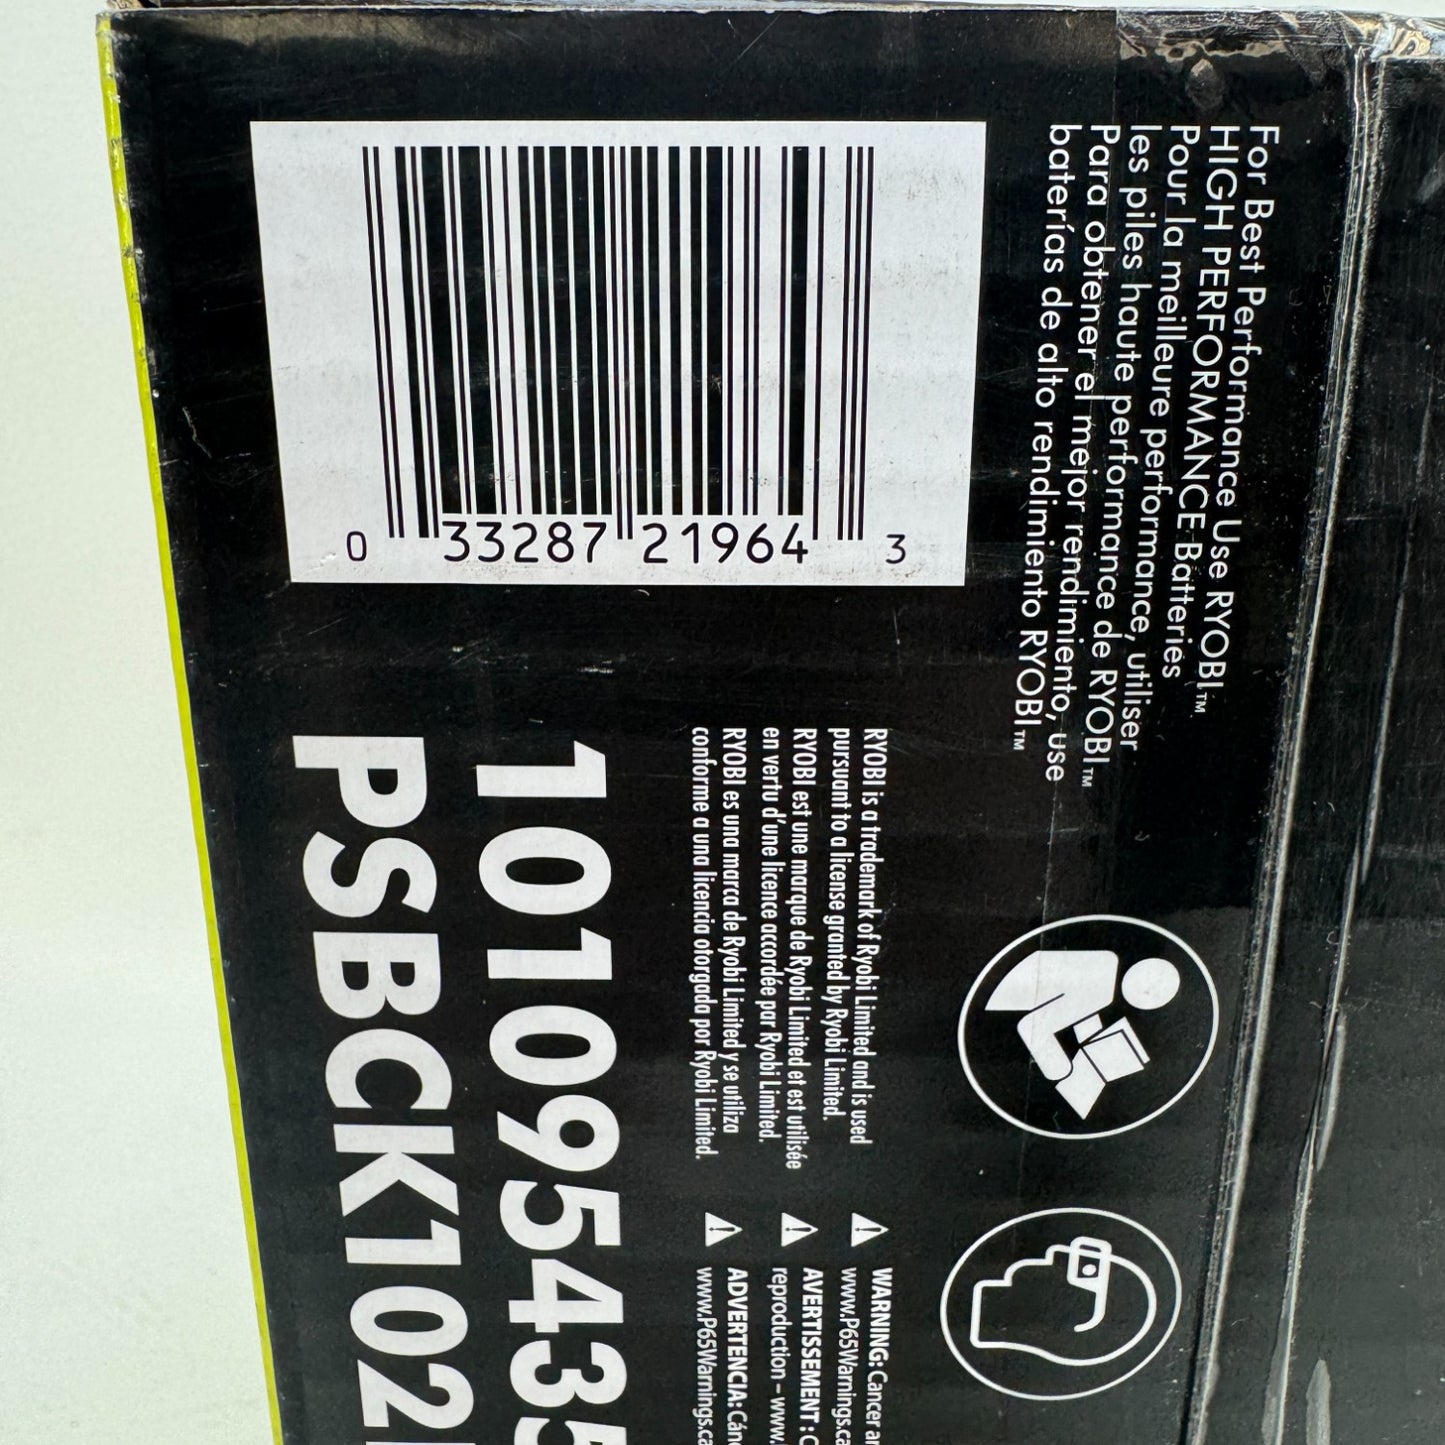 0 33287 21964 3
For Best Performance Use RYOBI™
HIGH PERFORMANCE Batteries
Pour la meilleure performance, utiliser
les piles haute performance de RYOBI™
Para obtener el mejor rendimiento, use
baterías de alto rendimiento RYOBI™
RYOBI is a trademark of Ryobi Limited and is used
pursuant to a license granted by Ryobi Limited.
RYOBI est une marque de Ryobi Limited et est utilisée
en vertu d'une licence accordée par Ryobi Limited.
RYOBI es una marca de Ryobi Limited y se utiliza
conforme a una licencia otorgada por Ryobi Limited.
101095435
PSBCK102
WARNING: Cancer
www.P65Warnings.ca
AVERTISSEMENT :
reproduction – www.
ADVERTENCIA:
www.P65Warnings.ca